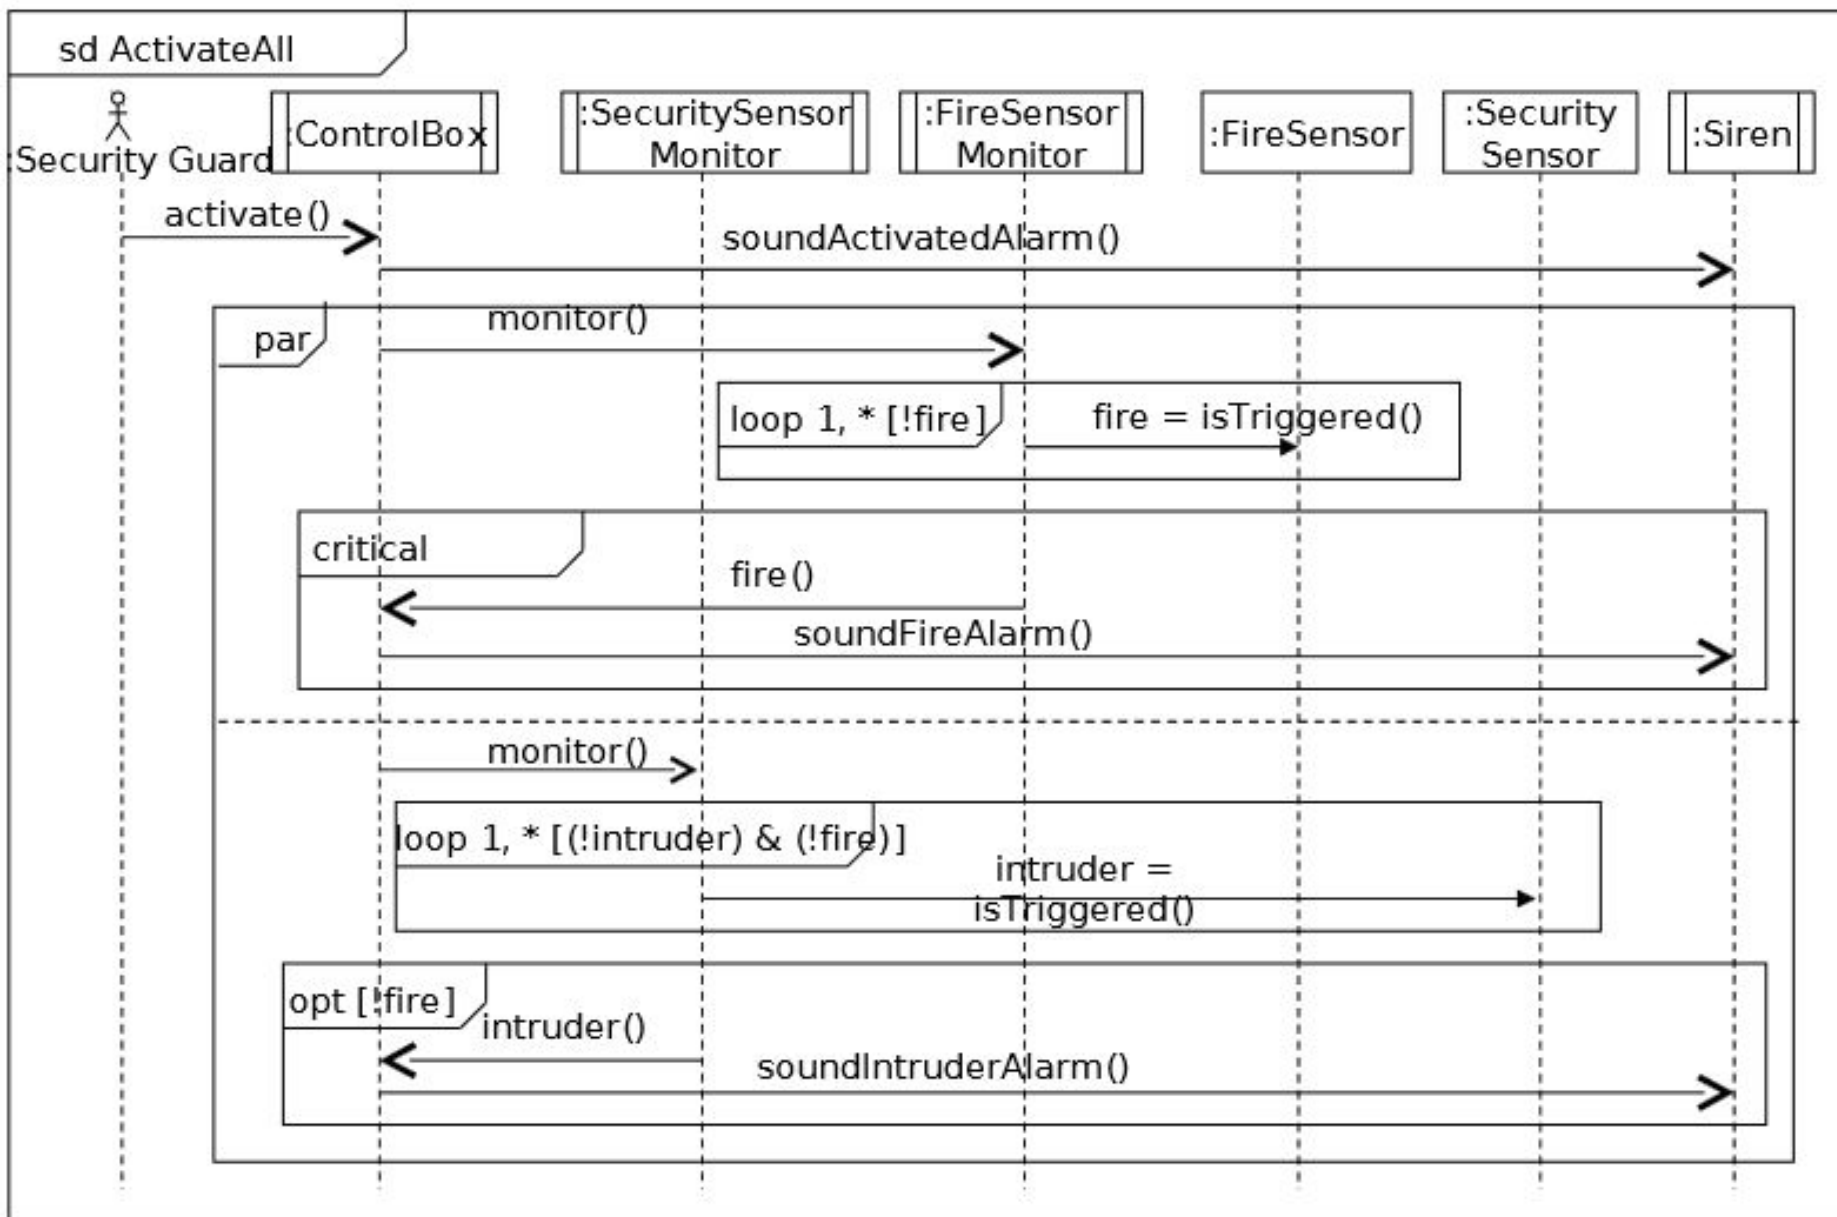 sd ActivateAll
:Security Guard
:ControlBox
:SecuritySensor
Monitor
:FireSensor
Monitor
:FireSensor
:Security
Sensor
:Siren
activate()
soundActivatedAlarm()
par
monitor()
loop 1, * [!fire]
fire = isTriggered()
critical
fire()
soundFireAlarm()
monitor()
loop 1, * [(!intruder) & (!fire)]
intruder =
isTriggered()
opt [!fire]
intruder()
soundIntruderAlarm()